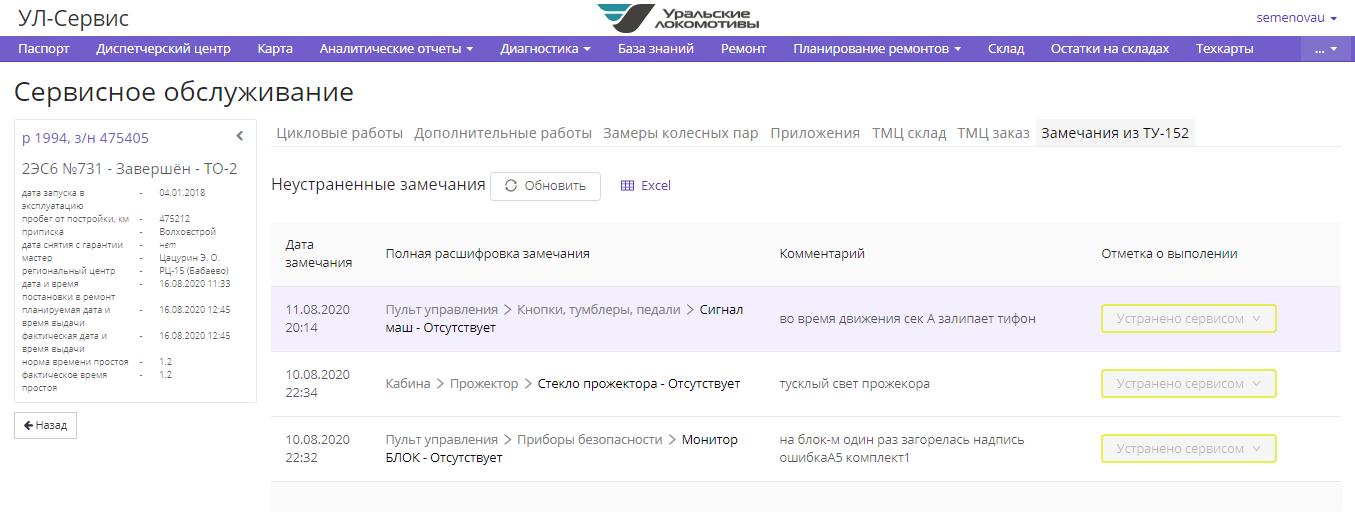 УЛ-Сервис
Уральские
локомотивы
semenovau
Паспорт Диспетчерский центр Карта Аналитические отчеты Диагностика База знаний Ремонт Планирование ремонтов Склад Остатки на складах Техкарты ...
Сервисное обслуживание
р 1994, з/н 475405
2ЭС6 №731 - Завершён - ТО-2
дата запуска в - 04.01.2018
эксплуатацию
пробег от постройки, км - 475212
приписка - Волховстрой
дата снятия с гарантии - нет
мастер - Цацурин Э. О.
региональный центр - РЦ-15 (Бабаево)
дата и время - 16.08.2020 11:33
постановки в ремонт
планируемая дата и - 16.08.2020 12:45
время выдачи
фактическая дата и - 16.08.2020 12:45
время выдачи
норма времени простоя - 1.2
фактическое время - 1.2
простоя
Назад
Цикловые работы Дополнительные работы Замеры колесных пар Приложения ТМЦ склад ТМЦ заказ Замечания из ТУ-152
Неустраненные замечания Обновить Excel
Дата
замечания Полная расшифровка замечания Комментарий Отметка о выполении
11.08.2020
20:14
Пульт управления > Кнопки, тумблеры, педали > Сигнал
маш - Отсутствует
во время движения сек А залипает тифон
Устранено сервисом
10.08.2020
22:34
Кабина > Прожектор > Стекло прожектора - Отсутствует
тусклый свет прожекора
Устранено сервисом
10.08.2020
22:32
Пульт управления > Приборы безопасности > Монитор
БЛОК - Отсутствует
на блок-м один раз загорелась надпись
ошибкаА5 комплект1
Устранено сервисом